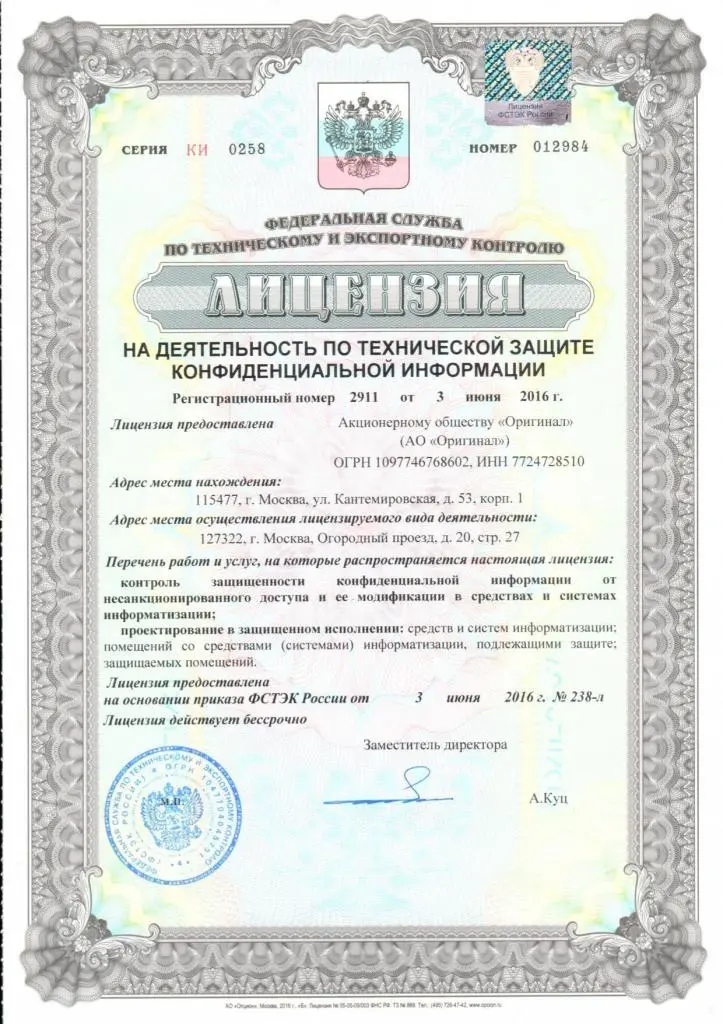 Лицензия
ФСТЭК России
СЕРИЯ КИ 0258
НОМЕР 012984
ФЕДЕРАЛЬНАЯ СЛУЖБА
ПО ТЕХНИЧЕСКОМУ И ЭКСПОРТНОМУ КОНТРОЛЮ
ЛИЦЕНЗИЯ
НА ДЕЯТЕЛЬНОСТЬ ПО ТЕХНИЧЕСКОЙ ЗАЩИТЕ
КОНФИДЕНЦИАЛЬНОЙ ИНФОРМАЦИИ
Регистрационный номер 2911 от 3 июня 2016 г.
Лицензия предоставлена Акционерному обществу «Оригинал»
(АО «Оригинал»)
ОГРН 1097746768602, ИНН 7724728510
Адрес места нахождения:
115477, г. Москва, ул. Кантемировская, д. 53, корп. 1
Адрес места осуществления лицензируемого вида деятельности:
127322, г. Москва, Огородный проезд, д. 20, стр. 27
Перечень работ и услуг, на которые распространяется настоящая лицензия:
контроль защищенности конфиденциальной информации от
несанкционированного доступа и ее модификации в средствах и системах
информатизации;
проектирование в защищенном исполнении: средств и систем информатизации;
помещений со средствами (системами) информатизации, подлежащими защите;
защищаемых помещений.
Лицензия предоставлена
на основании приказа ФСТЭК России от 3 июня 2016 г. № 238-л
Лицензия действует бессрочно
Заместитель директора
М.П.
А.Куц
ФЕДЕРАЛЬНАЯ СЛУЖБА ПО ТЕХНИЧЕСКОМУ И ЭКСПОРТНОМУ КОНТРОЛЮ
(ФСТЭК РОССИИ) ОГРН
АО «Опцион», Москва, 2016 г., «Б». Лицензия № 05-05-09/003 ФНС РФ. ТЗ № 868. Тел.: (495) 726-47-42, www.opcion.ru